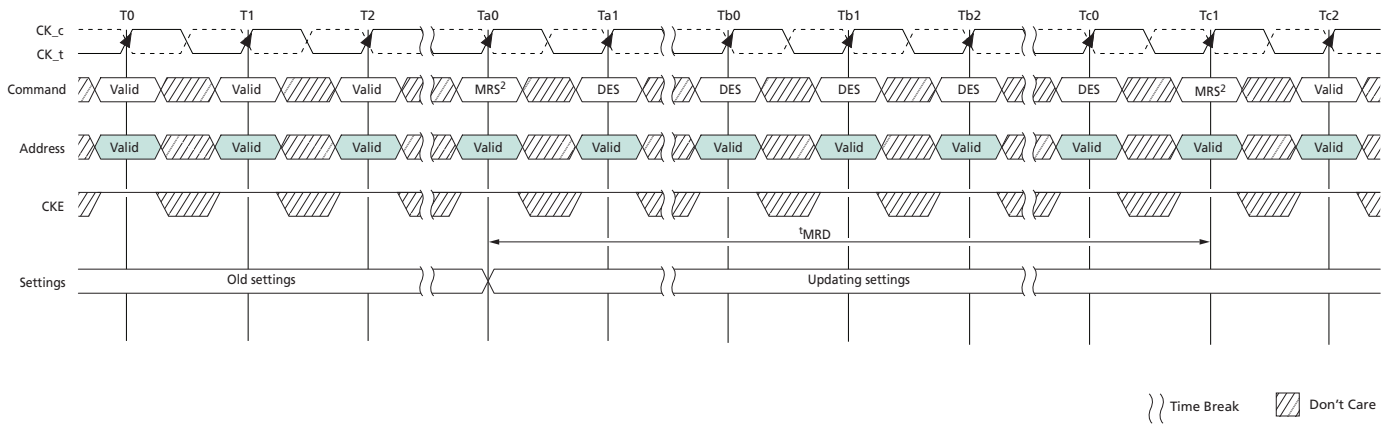 T0 T1 T2 Ta0 Ta1 Tb0 Tb1 Tb2 Tc0 Tc1 Tc2
CK_c
CK_t
Command Valid Valid Valid MRS² DES DES DES DES DES MRS² Valid
Address Valid Valid Valid Valid Valid Valid Valid Valid Valid Valid Valid
CKE
ᵗMRD
Settings Old settings Updating settings
Time Break Don't Care